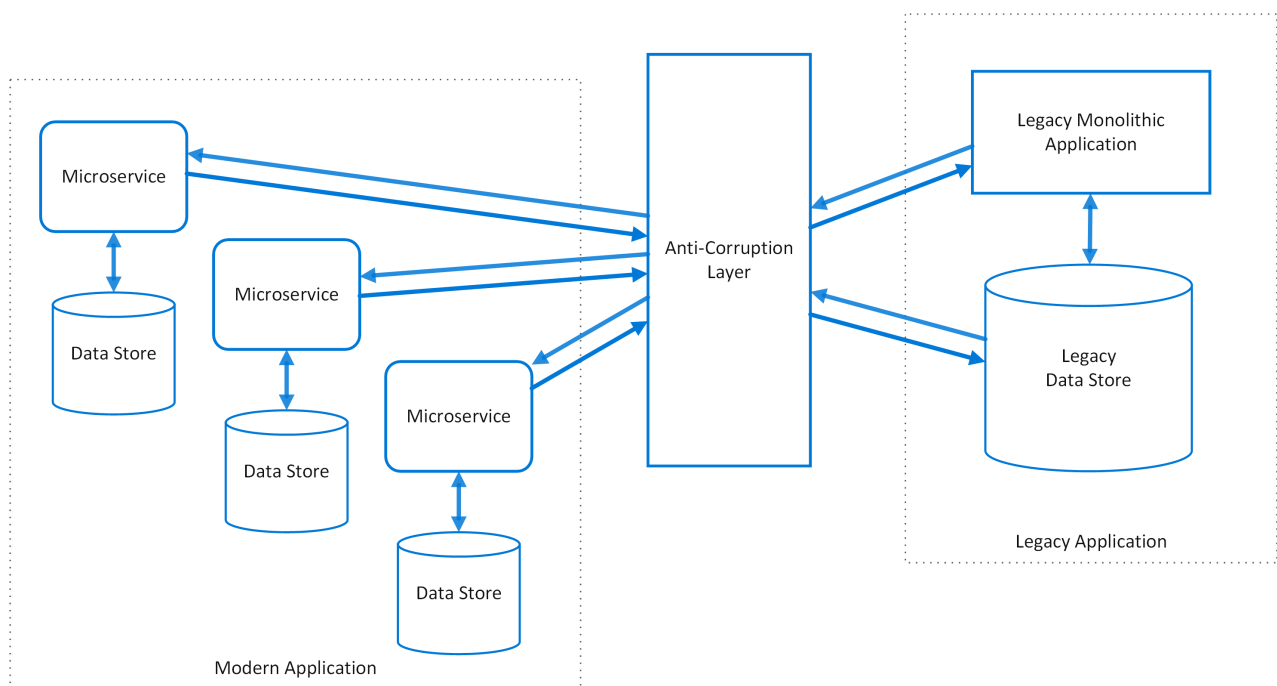 Microservice
Data Store
Microservice
Data Store
Microservice
Data Store
Modern Application
Anti-Corruption
Layer
Legacy Monolithic
Application
Legacy
Data Store
Legacy Application